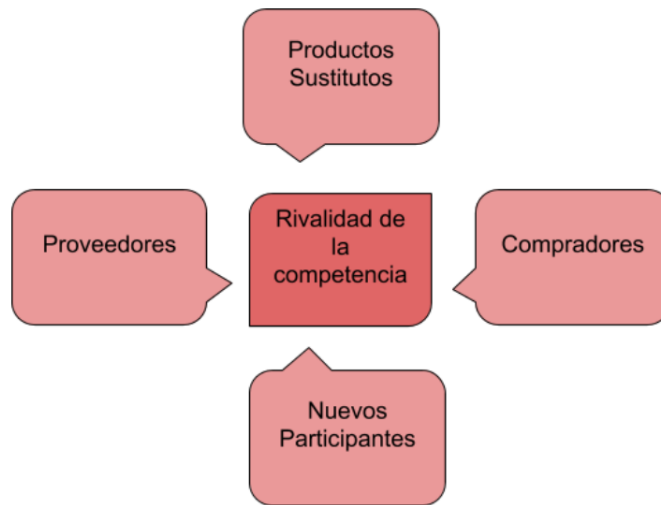 Productos
Sustitutos
Proveedores
Rivalidad de
la
competencia
Compradores
Nuevos
Participantes